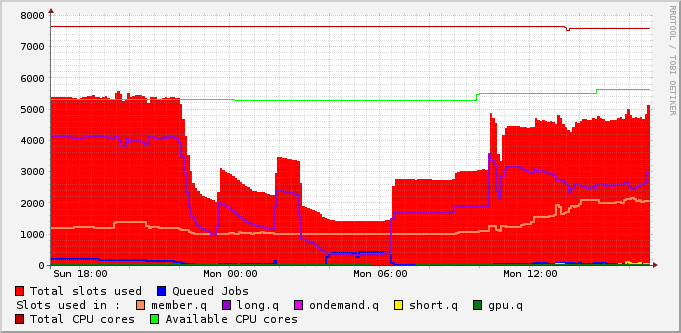 RRDTOOL / TOBI OETIKER
8000
7000
6000
5000
4000
3000
2000
1000
0
Sun 18:00 Mon 00:00 Mon 06:00 Mon 12:00
Total slots used Queued Jobs
Slots used in : member.q long.q ondemand.q short.q gpu.q
Total CPU cores Available CPU cores